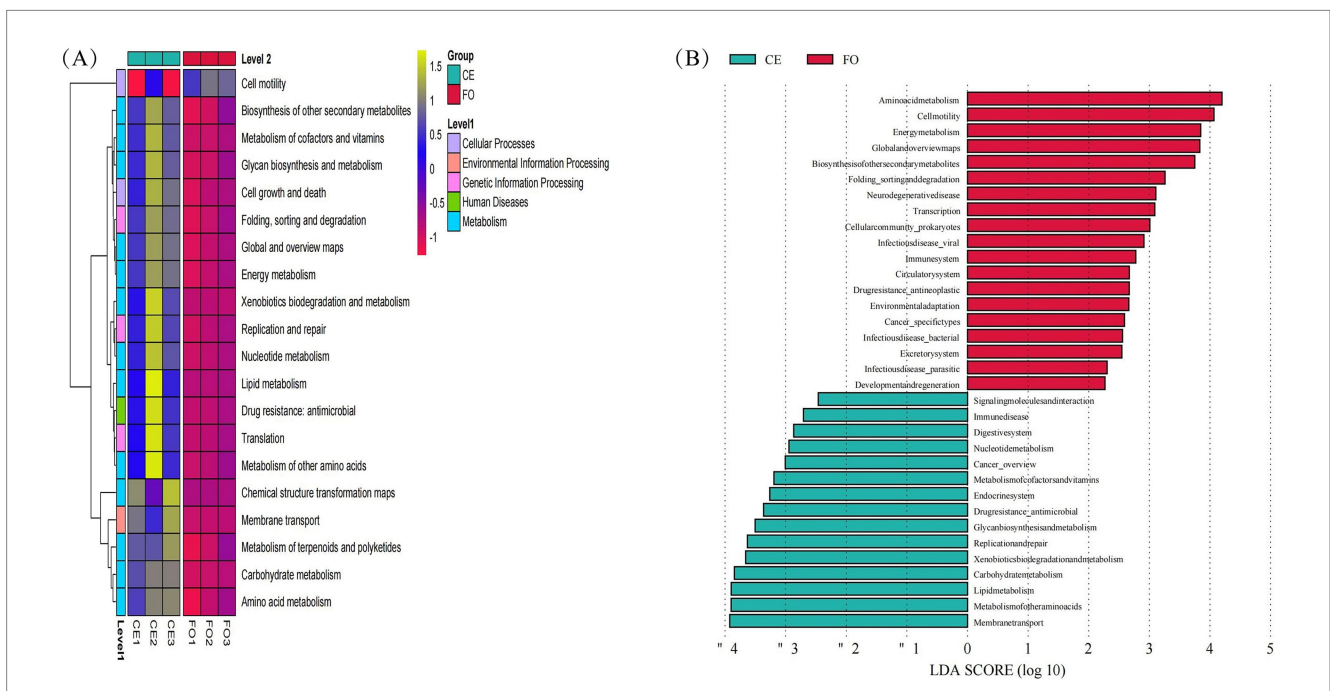 (A)
Level 2
Cell motility
Biosynthesis of other secondary metabolites
Metabolism of cofactors and vitamins
Glycan biosynthesis and metabolism
Cell growth and death
Folding, sorting and degradation
Global and overview maps
Energy metabolism
Xenobiotics biodegradation and metabolism
Replication and repair
Nucleotide metabolism
Lipid metabolism
Drug resistance: antimicrobial
Translation
Metabolism of other amino acids
Chemical structure transformation maps
Membrane transport
Metabolism of terpenoids and polyketides
Carbohydrate metabolism
Amino acid metabolism
Level1
CE1
CE2
CE3
FO1
FO2
FO3
1.5
1
0.5
0
-0.5
-1
Group
CE
FO
Level1
Cellular Processes
Environmental Information Processing
Genetic Information Processing
Human Diseases
Metabolism
(B)
CE FO
Aminoacidmetabolism
Cellmotility
Energymetabolism
Globalandoverviewmaps
Biosynthesisofothersecondarymetabolites
Folding_sortinganddegradation
Neurodegenerativedisease
Transcription
Cellularcommunity_prokaryotes
Infectiousdisease_viral
Immunesystem
Circulatorysystem
Drugresistance_antineoplastic
Environmentaladaptation
Cancer_specifictypes
Infectiousdisease_bacterial
Excretorysystem
Infectiousdisease_parasitic
Developmentandregeneration
Signalingmoleculesandinteraction
Immunedisease
Digestivesystem
Nucleotidemetabolism
Cancer_overview
Metabolismofcofactorsandvitamins
Endocrinesystem
Drugresistance_antimicrobial
Glycanbiosynthesisandmetabolism
Replicationandrepair
Xenobioticsbiodegradationandmetabolism
Carbohydratemetabolism
Lipidmetabolism
Metabolismofotheraminoacids
Membranetransport
" 4 " 3 " 2 " 1 0 1 2 3 4 5
LDA SCORE (log 10)